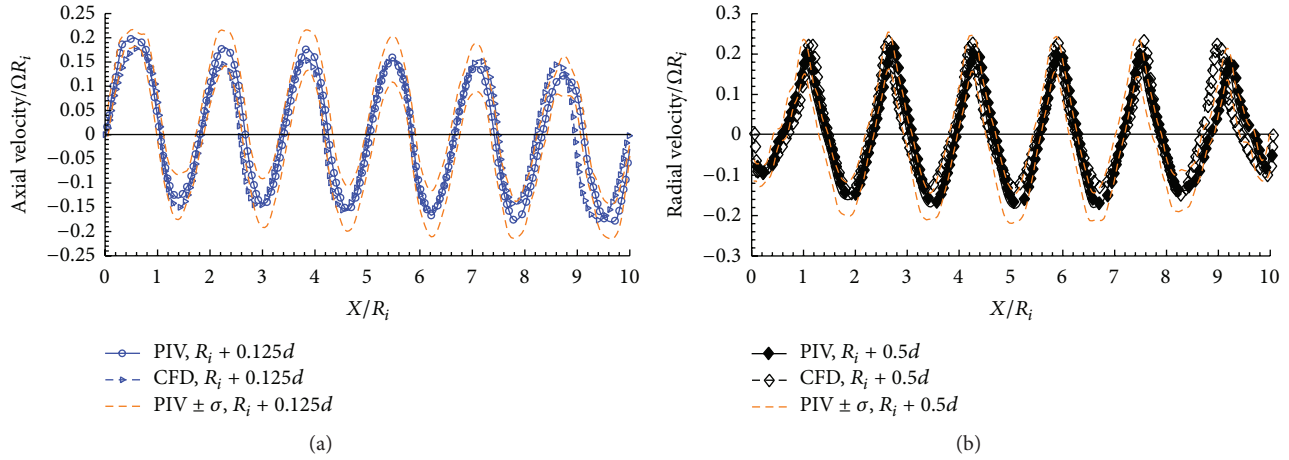 0.25
0.2
0.15
0.1
0.05
0
−0.05
−0.1
−0.15
−0.2
−0.25
Axial velocity/ΩR_i
0 1 2 3 4 5 6 7 8 9 10
X/R_i
PIV, R_i + 0.125d
CFD, R_i + 0.125d
PIV ± σ, R_i + 0.125d
(a)
0.3
0.2
0.1
0
−0.1
−0.2
−0.3
Radial velocity/ΩR_i
0 1 2 3 4 5 6 7 8 9 10
X/R_i
PIV, R_i + 0.5d
CFD, R_i + 0.5d
PIV ± σ, R_i + 0.5d
(b)